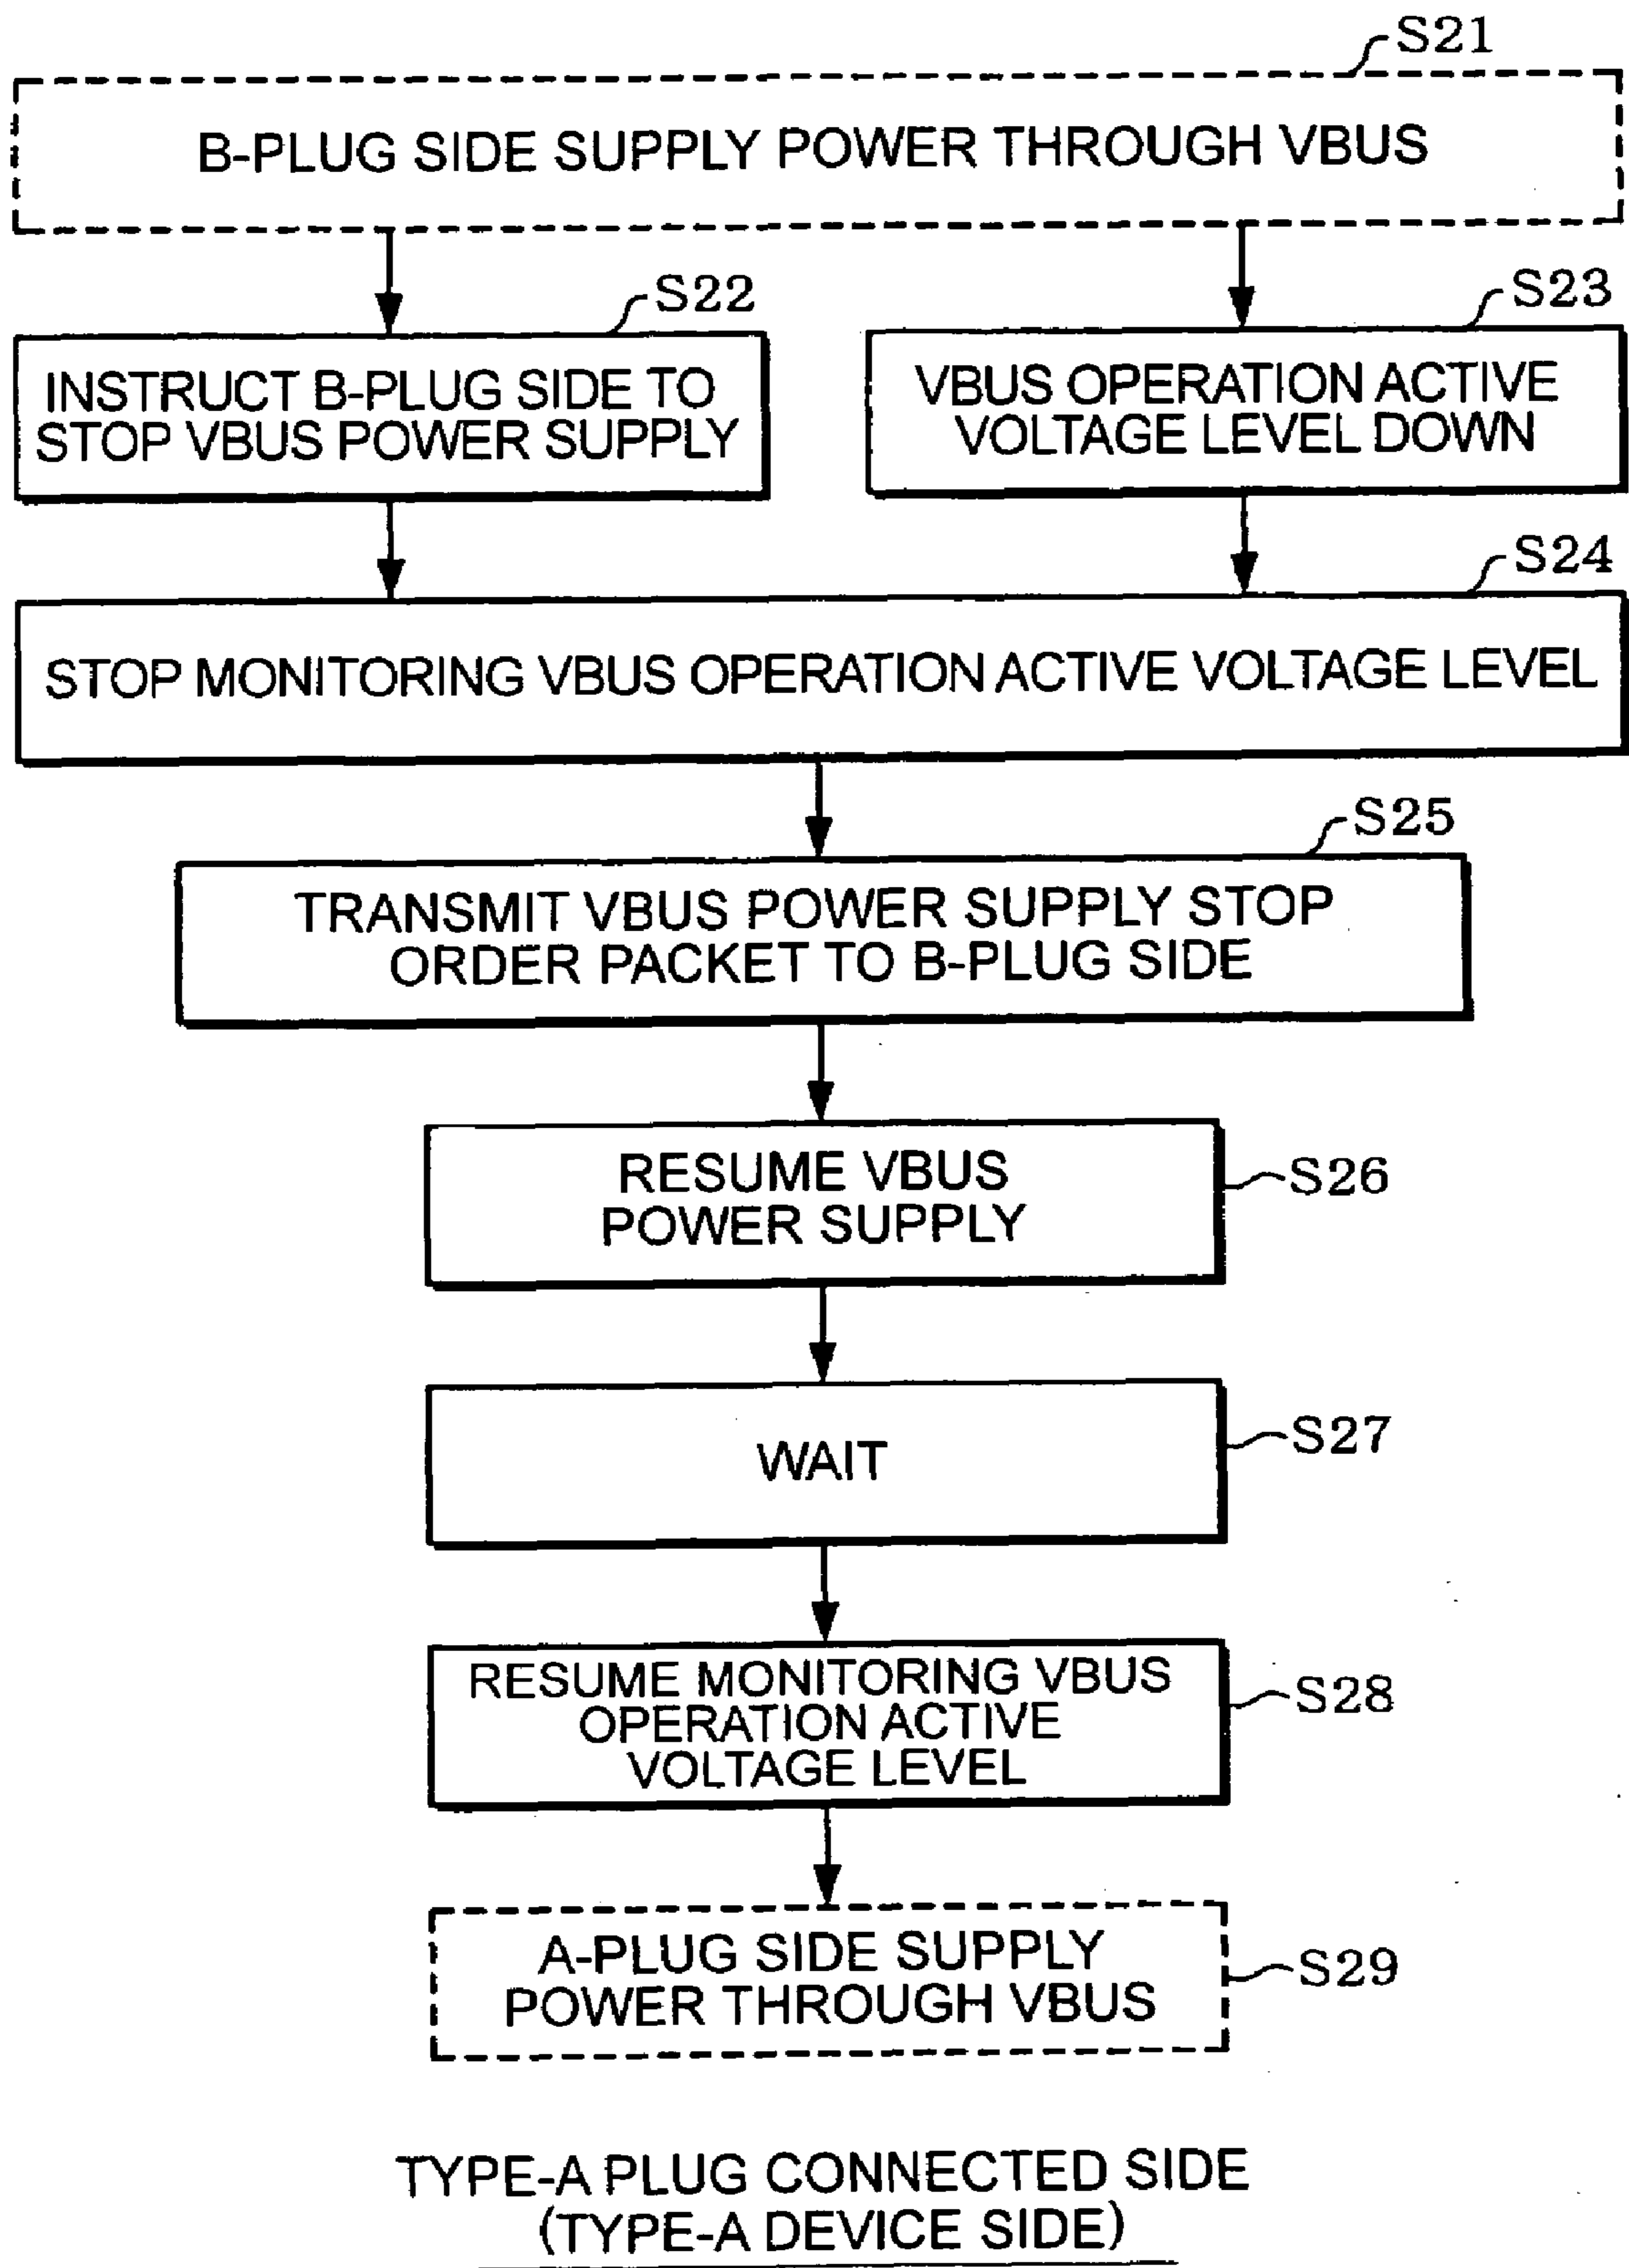 S21
B-PLUG SIDE SUPPLY POWER THROUGH VBUS
S22
INSTRUCT B-PLUG SIDE TO
STOP VBUS POWER SUPPLY
S23
VBUS OPERATION ACTIVE
VOLTAGE LEVEL DOWN
S24
STOP MONITORING VBUS OPERATION ACTIVE VOLTAGE LEVEL
S25
TRANSMIT VBUS POWER SUPPLY STOP
ORDER PACKET TO B-PLUG SIDE
RESUME VBUS
POWER SUPPLY
S26
WAIT
S27
RESUME MONITORING VBUS
OPERATION ACTIVE
VOLTAGE LEVEL
S28
A-PLUG SIDE SUPPLY
POWER THROUGH VBUS
S29
TYPE-A PLUG CONNECTED SIDE
(TYPE-A DEVICE SIDE)